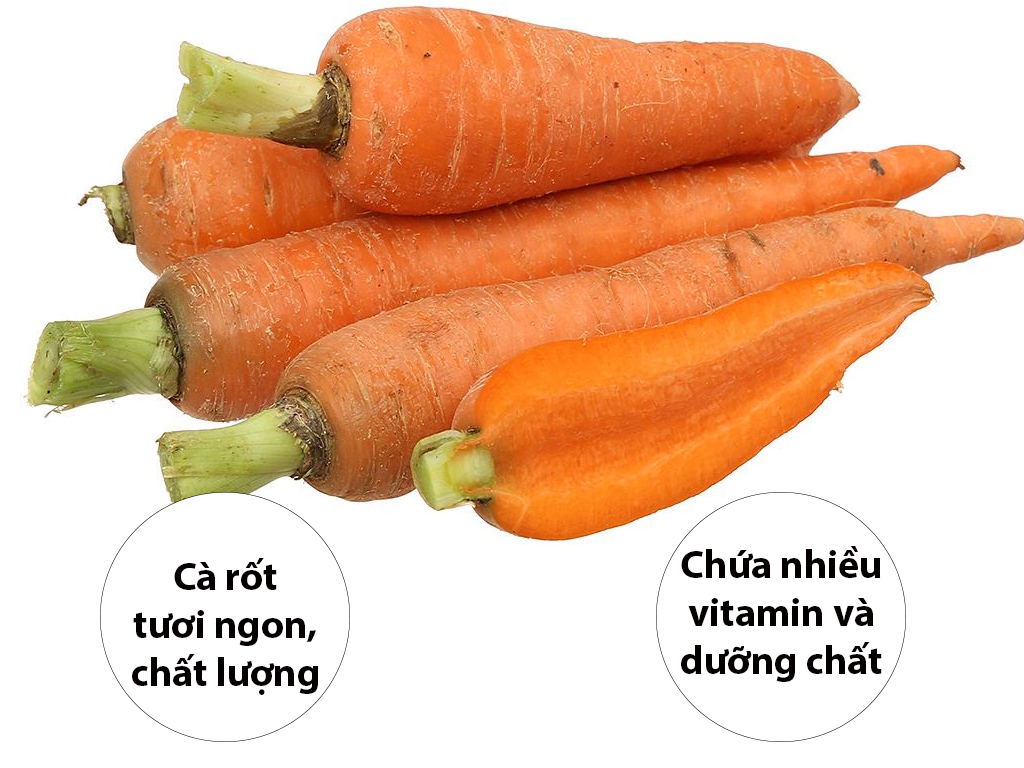 Cà rốt
tươi ngon,
chất lượng
Chứa nhiều
vitamin và
dưỡng chất